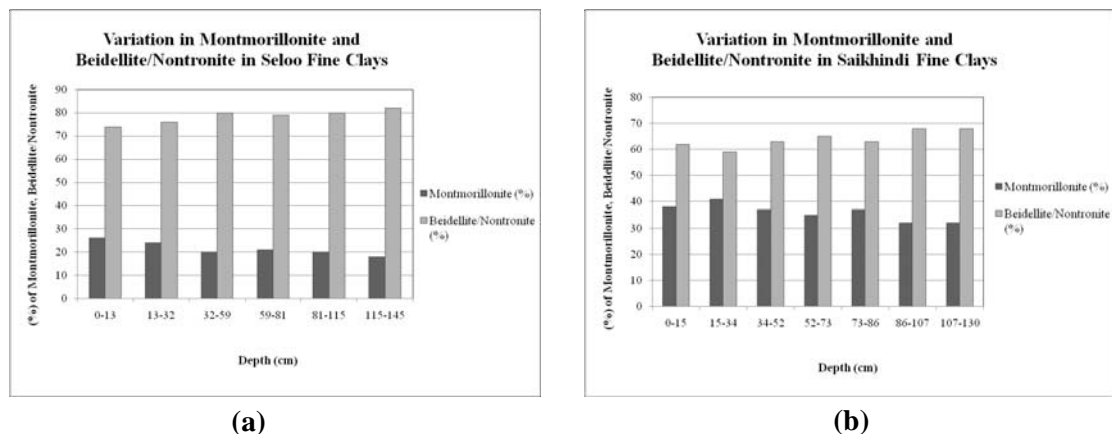 Variation in Montmorillonite and
Beidellite/Nontronite in Seloo Fine Clays
(%) of Montmorillonite, Beidellite/Nontronite
90
80
70
60
50
40
30
20
10
0
0-13 13-32 32-59 59-81 81-115 115-145
Depth (cm)
Montmorillonite (%)
Beidellite/Nontronite
(%)
(a)
Variation in Montmorillonite and
Beidellite/Nontronite in Saikhindi Fine Clays
(%) of Montmorillonite, Beidellite/Nontronite
80
70
60
50
40
30
20
10
0
0-15 15-34 34-52 52-73 73-86 86-107 107-130
Depth (cm)
Montmorillonite (%)
Beidellite/Nontronite
(%)
(b)